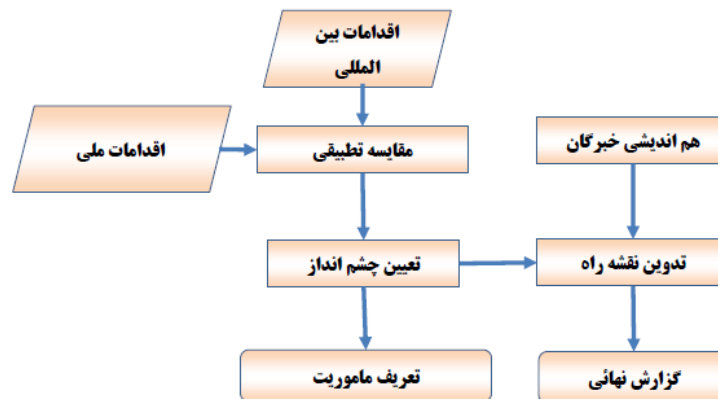 اقدامات بین
المللی
هم اندیشی خبرگان
مقایسه تطبیقی
اقدامات ملی
تدوین نقشه راه
تعیین چشم انداز
گزارش نهائی
تعریف ماموریت